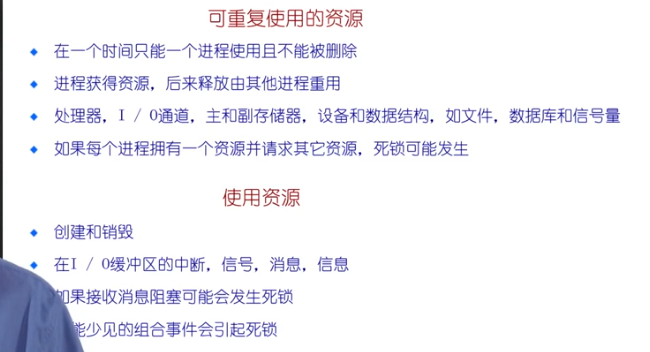 可重复使用的资源
在一个时间只能一个进程使用且不能被删除
进程获得资源，后来释放由其他进程重用
处理器，I / O通道，主和副存储器，设备和数据结构，如文件，数据库和信号量
如果每个进程拥有一个资源并请求其它资源，死锁可能发生
使用资源
创建和销毁
在I / O缓冲区的中断，信号，消息，信息
如果接收消息阻塞可能会发生死锁
能少见的组合事件会引起死锁